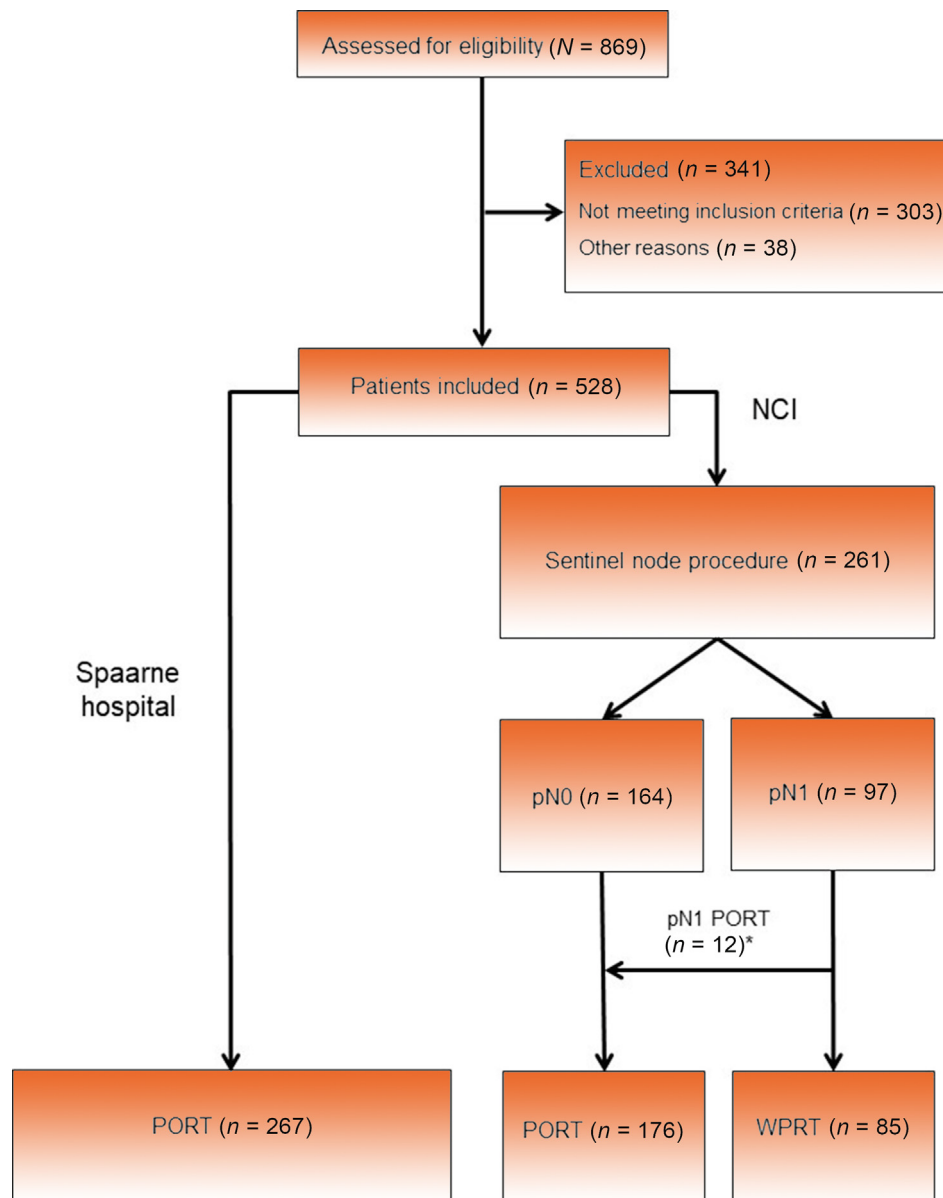 Assessed for eligibility (N = 869)
Excluded (n = 341)
Not meeting inclusion criteria (n = 303)
Other reasons (n = 38)
Patients included (n = 528)
NCI
Sentinel node procedure (n = 261)
Spaarne
hospital
pN0 (n = 164)
pN1 (n = 97)
pN1 PORT
(n = 12)*
PORT (n = 267)
PORT (n = 176)
WPRT (n = 85)